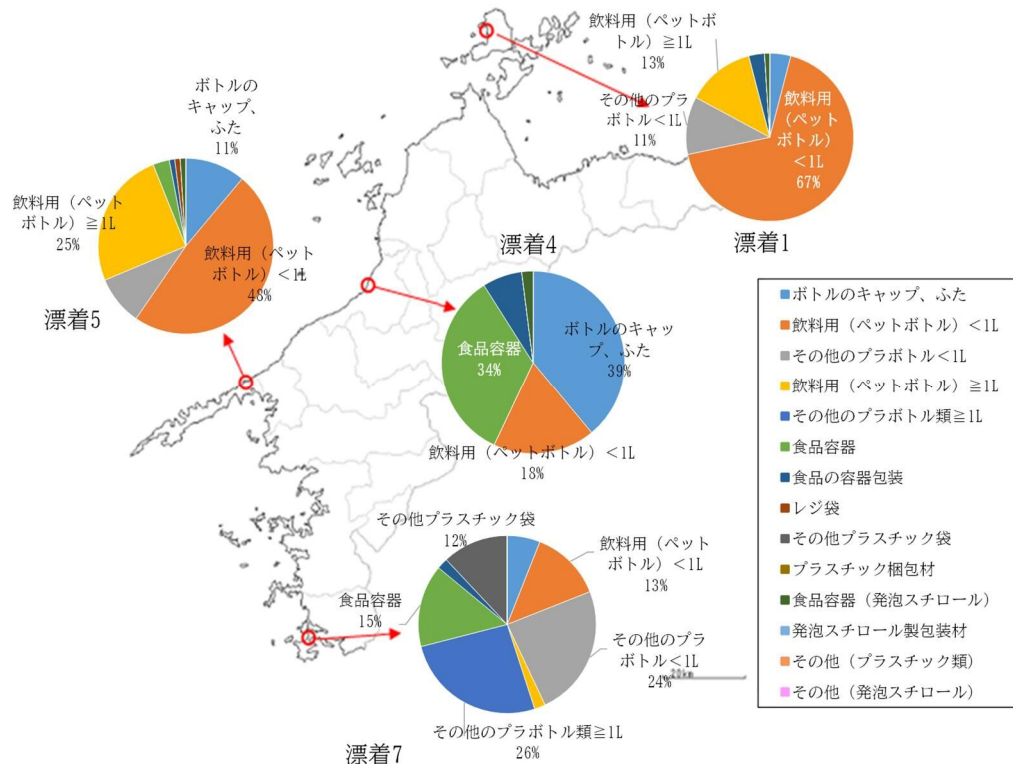 飲料用（ペットボ
トル）≧1L
13%
その他のプラ
ボトル<1L
11%
飲料用
（ペット
ボトル）
<1L
67%
漂着1
ボトルの
キャップ、
ふた
11%
飲料用（ペット
ボトル）≧1L
25%
飲料用（ペット
ボトル）<1L
48%
漂着5
漂着4
ボトルのキャッ
プ、ふた
39%
食品容器
34%
飲料用（ペットボトル）<1L
18%
その他プラスチック袋
12%
飲料用（ペット
ボトル）<1L
13%
食品容器
15%
その他のプラ
ボトル<1L
24%
その他のプラボトル類≧1L
26%
漂着7
20km
ボトルのキャップ、ふた
飲料用（ペットボトル）<1L
その他のプラボトル<1L
飲料用（ペットボトル）≧1L
その他のプラボトル類≧1L
食品容器
食品の容器包装
レジ袋
その他プラスチック袋
プラスチック梱包材
食品容器（発泡スチロール）
発泡スチロール製包装材
その他（プラスチック類）
その他（発泡スチロール）